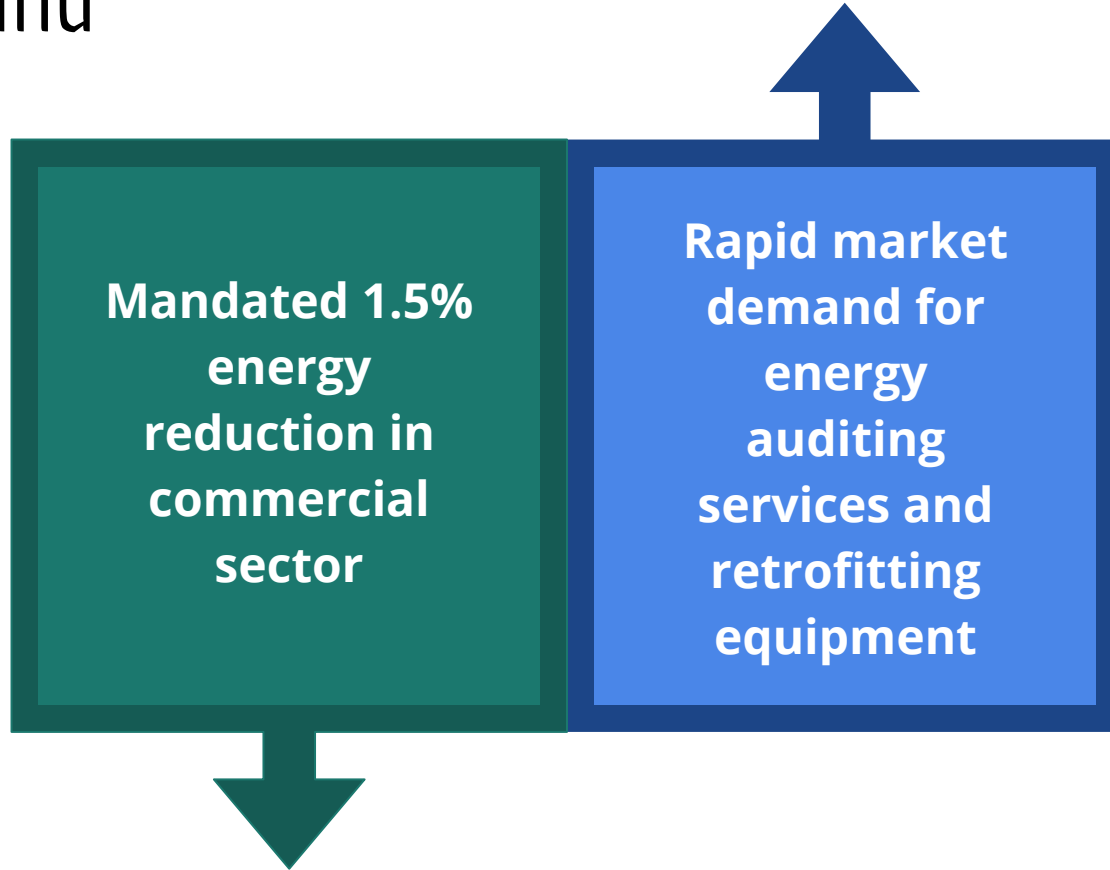 Mandated 1.5%
energy
reduction in
commercial
sector
Rapid market
demand for
energy
auditing
services and
retrofitting
equipment